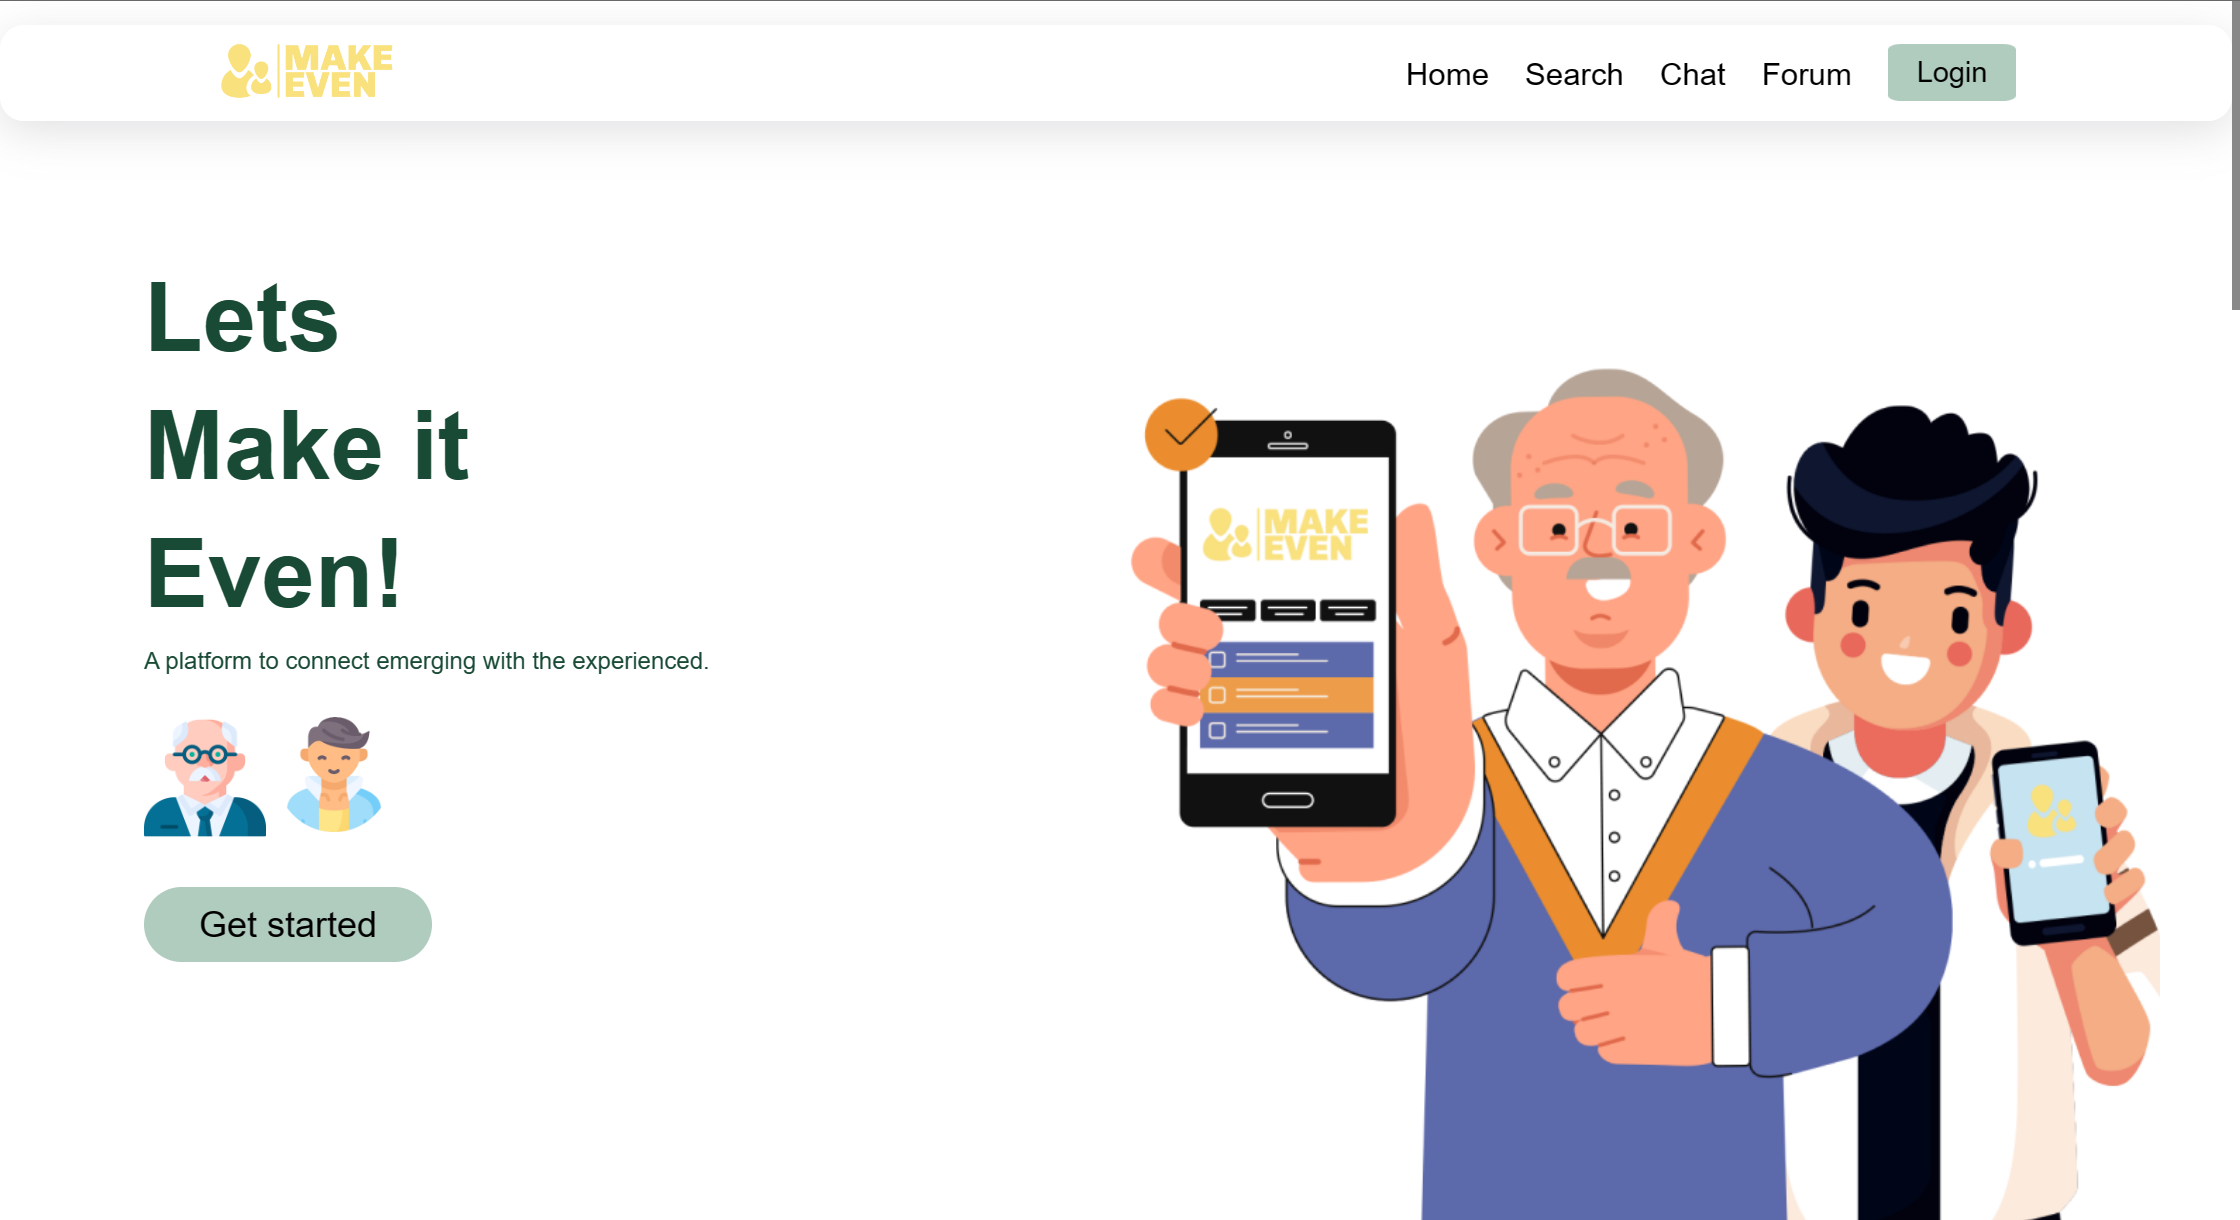 MAKE
EVEN
Home
Search
Chat
Forum
Login
Lets
Make it
Even!
A platform to connect emerging with the experienced.
Get started
MAKE
EVEN